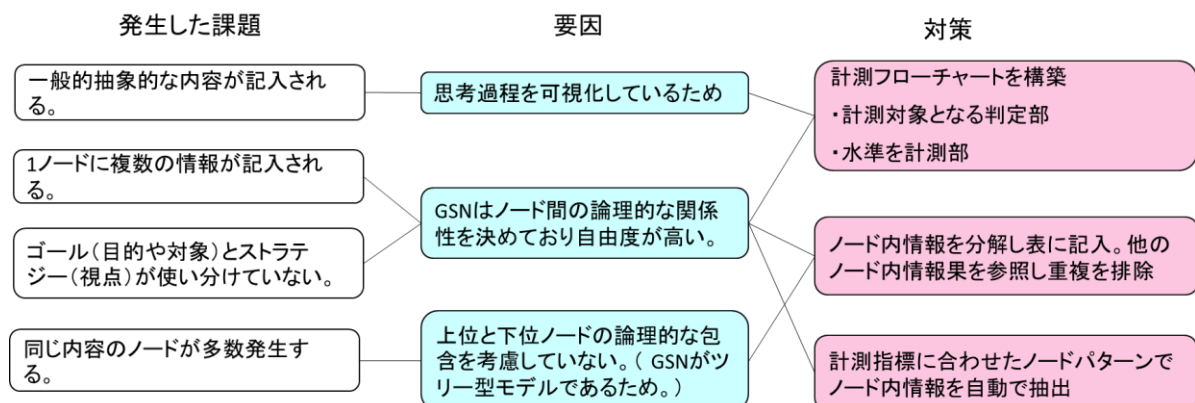 発生した課題
要因
対策
一般的抽象的な内容が記入され
る。
1ノードに複数の情報が記入され
る。
ゴール(目的や対象)とストラテ
ジー(視点)が使い分けていない。
同じ内容のノードが多数発生す
る。
思考過程を可視化しているため
GSNはノード間の論理的な関係
性を決めており自由度が高い。
上位と下位ノードの論理的な包
含を考慮していない。( GSNがツ
リー型モデルであるため。)
計測フローチャートを構築
・計測対象となる判定部
・水準を計測部
ノード内情報を分解し表に記入。他の
ノード内情報果を参照し重複を排除
計測指標に合わせたノードパターンで
ノード内情報を自動で抽出